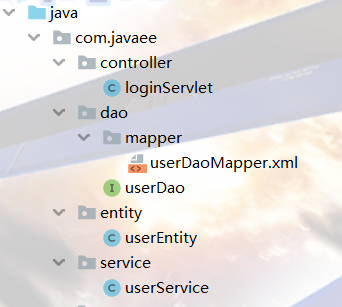 java
com.javaee
controller
loginServlet
dao
mapper
userDaoMapper.xml
userDao
entity
userEntity
service
userService